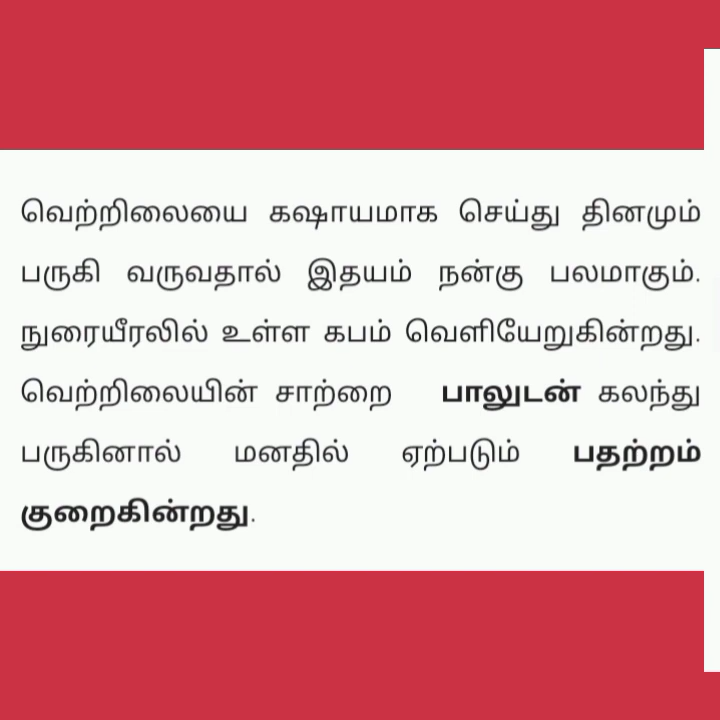 வெற்றிலையை கஷாயமாக செய்து தினமும்
பருகி வருவதால் இதயம் நன்கு பலமாகும்.
நுரையீரலில் உள்ள கபம் வெளியேறுகின்றது.
வெற்றிலையின் சாற்றை பாலுடன் கலந்து
பருகினால் மனதில் ஏற்படும் பதற்றம்
குறைகின்றது.